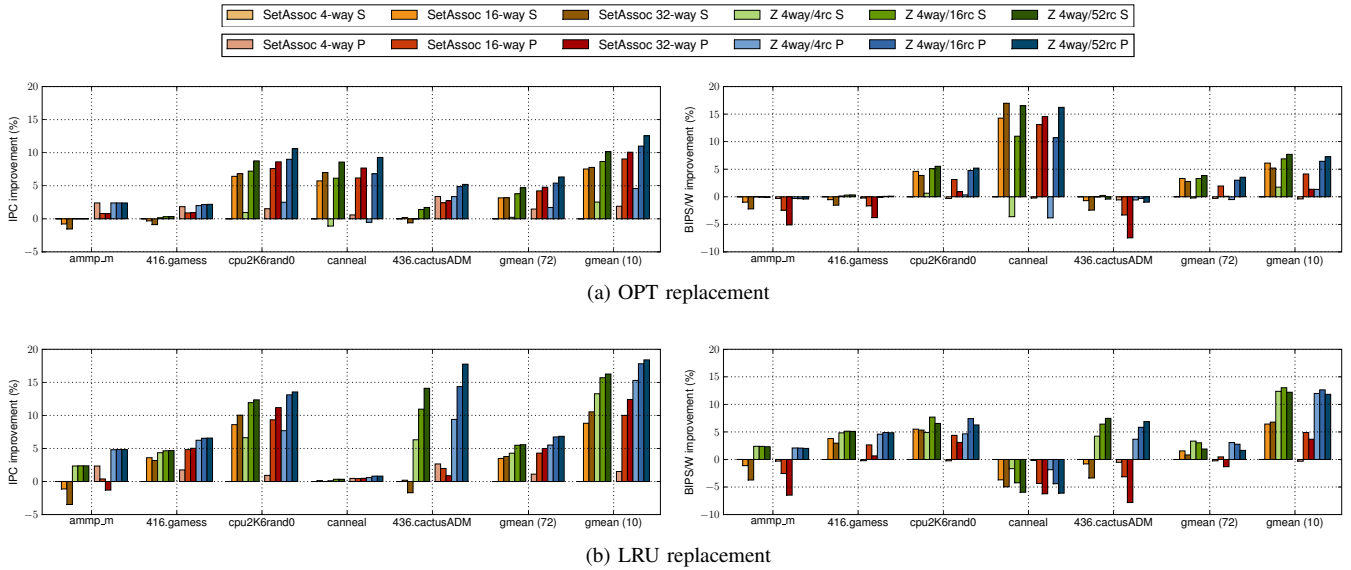 SetAssoc 4-way S SetAssoc 16-way S SetAssoc 32-way S Z 4way/4rc S Z 4way/16rc S Z 4way/52rc S
SetAssoc 4-way P SetAssoc 16-way P SetAssoc 32-way P Z 4way/4rc P Z 4way/16rc P Z 4way/52rc P
IPC improvement (%)
20
15
10
5
0
−5
ammp_m 416.gamess cpu2K6rand0 canneal 436.cactusADM gmean (72) gmean (10)
BIPS/W improvement (%)
20
15
10
5
0
−5
−10
ammp_m 416.gamess cpu2K6rand0 canneal 436.cactusADM gmean (72) gmean (10)
(a) OPT replacement
IPC improvement (%)
20
15
10
5
0
−5
ammp_m 416.gamess cpu2K6rand0 canneal 436.cactusADM gmean (72) gmean (10)
BIPS/W improvement (%)
20
15
10
5
0
−5
−10
ammp_m 416.gamess cpu2K6rand0 canneal 436.cactusADM gmean (72) gmean (10)
(b) LRU replacement